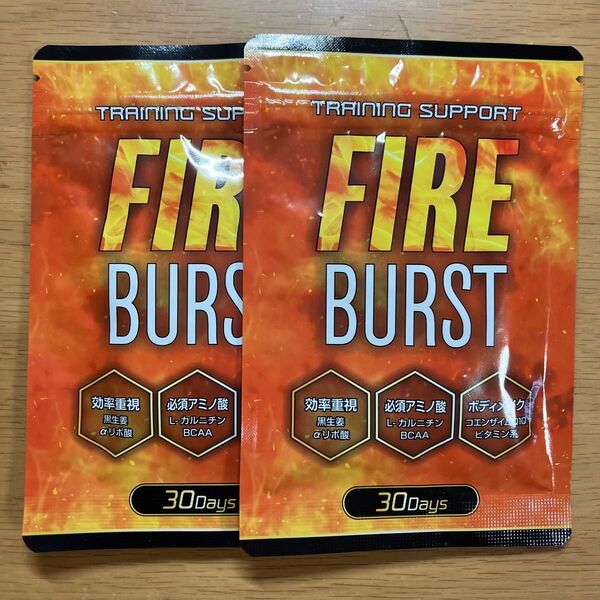 TRAINING SUP
FIR
BURS
効率重視
黒生姜
αリポ酸
必須アミノ酸
L-カルニチン
BCAA
30Days
TRAINING SUPPORT
FIRE
BURST
効率重視
黒生姜
αリポ酸
必須アミノ酸
L-カルニチン
BCAA
ボディメイク
コエンザイムQ10
ビタミン系
30Days